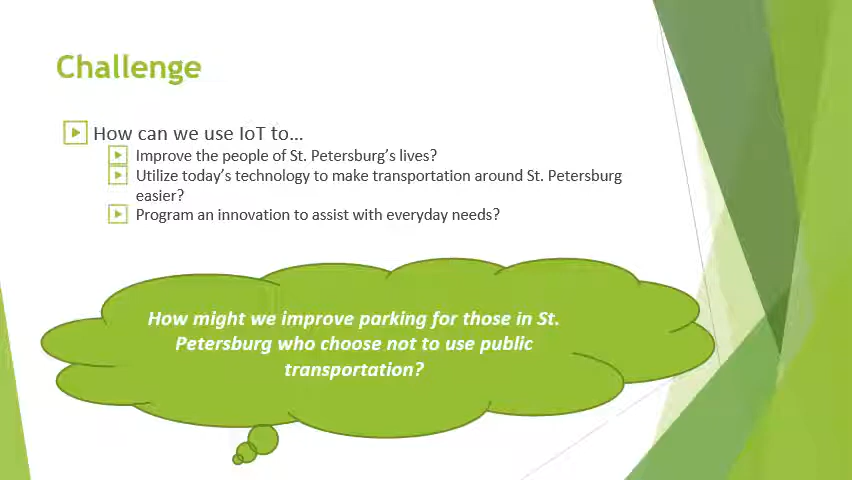 Challenge
How can we use IoT to…
Improve the people of St. Petersburg’s lives?
Utilize today’s technology to make transportation around St. Petersburg
easier?
Program an innovation to assist with everyday needs?
How might we improve parking for those in St.
Petersburg who choose not to use public
transportation?